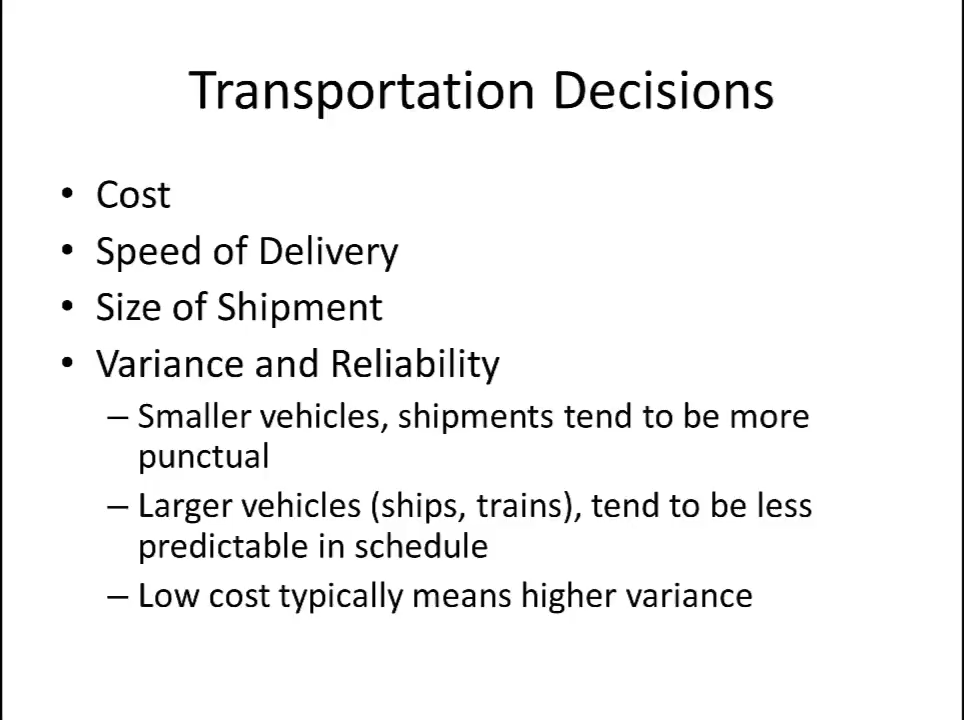 Transportation Decisions
• Cost
• Speed of Delivery
• Size of Shipment
• Variance and Reliability
– Smaller vehicles, shipments tend to be more
punctual
– Larger vehicles (ships, trains), tend to be less
predictable in schedule
– Low cost typically means higher variance